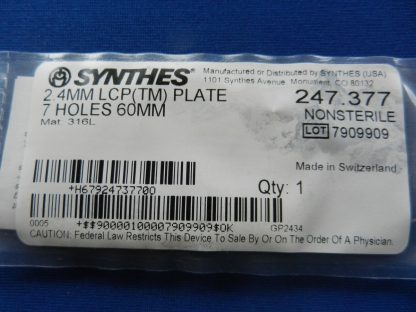 SYNTHES®
Manufactured or Distributed by SYNTHES (USA)
1101 Synthes Avenue Monument, CO 80132
2.4MM LCP(TM) PLATE
7 HOLES 60MM
Mat. 316L
247.377
NONSTERILE
LOT 7909909
Made in Switzerland
+H679247377​0O
Qty: 1
0005 +$$90000100007909909$0K GP2434
CAUTION: Federal Law Restricts This Device To Sale By Or On The Order Of A Physician.